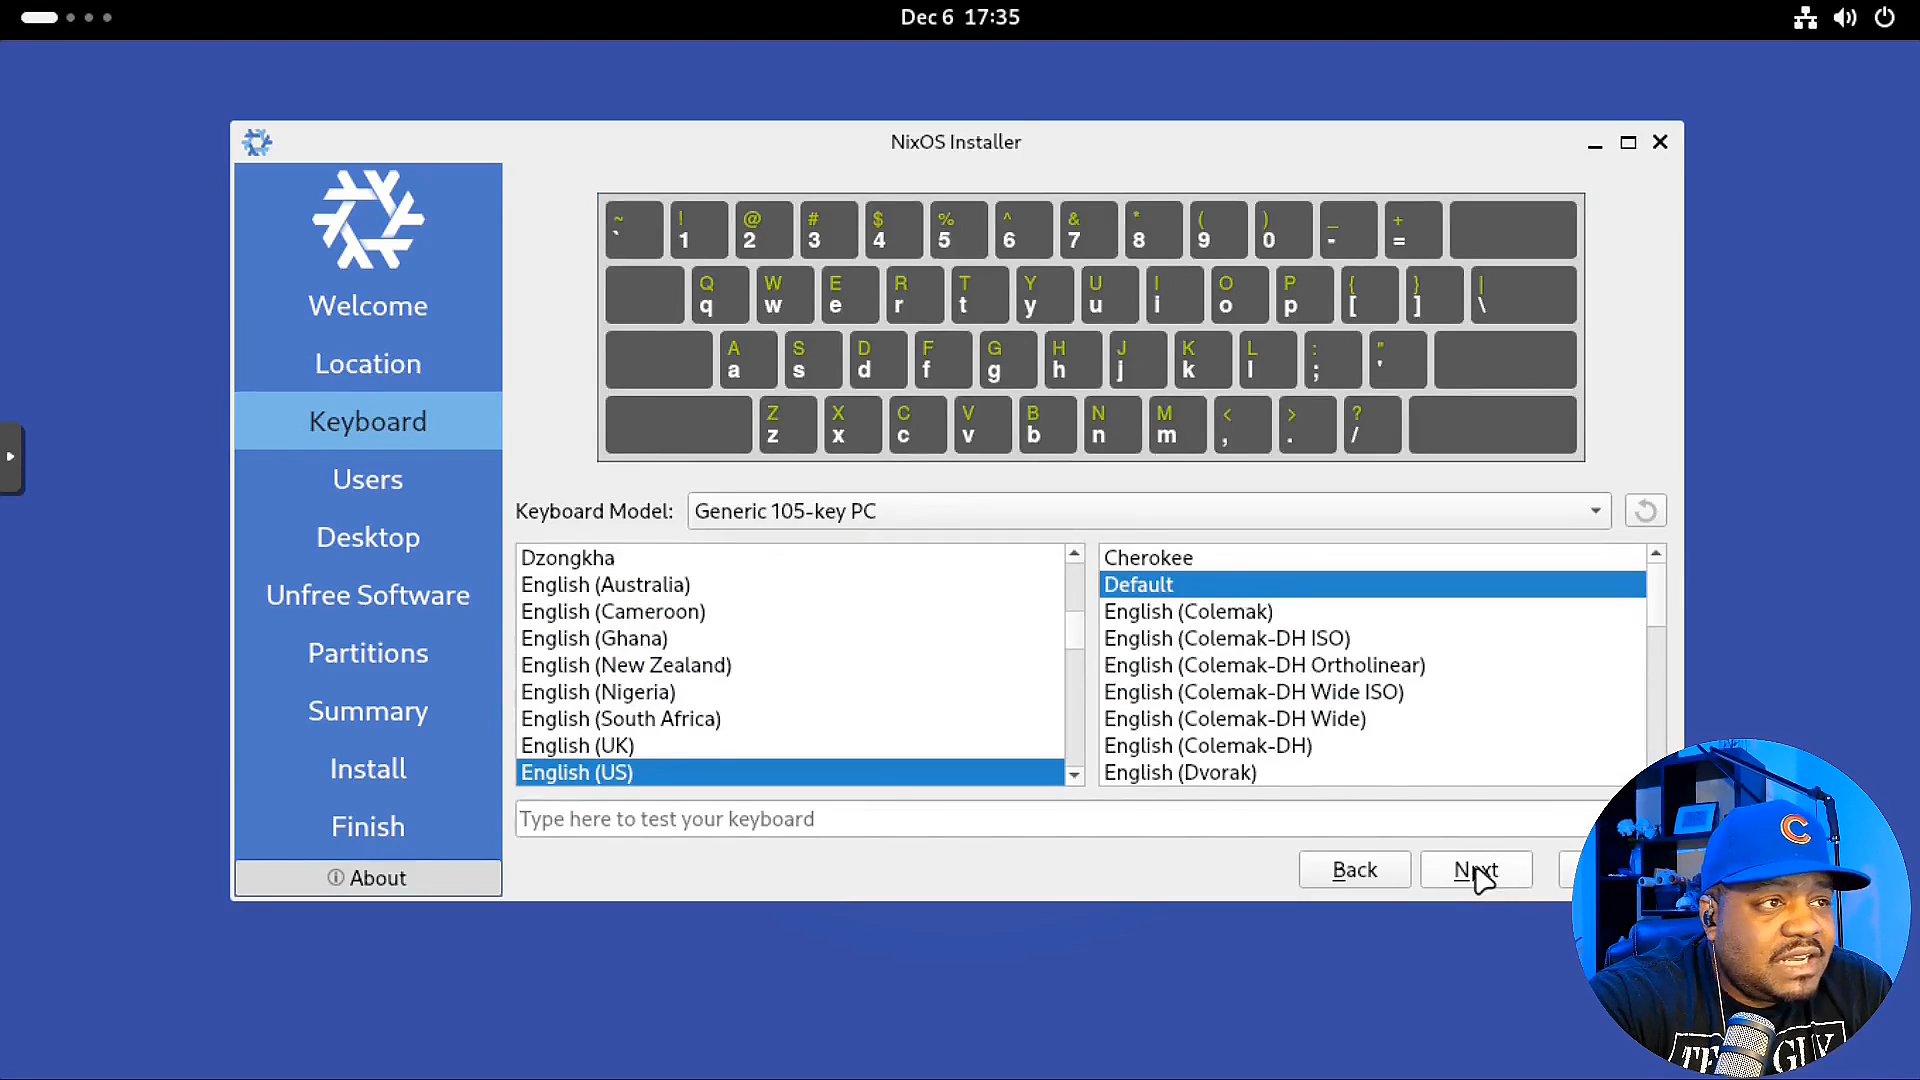 Dec 6 17:35
NixOS Installer
Welcome
Location
Keyboard
Users
Desktop
Unfree Software
Partitions
Summary
Install
Finish
About
~ ! @ # $ % ^ & * ( ) _ +
` 1 2 3 4 5 6 7 8 9 0 - =
Q W E R T Y U I O P { } |
q w e r t y u i o p [ ] \
A S D F G H J K L : "
a s d f g h j k l ; '
Z X C V B N M < > ?
z x c v b n m , . /
Keyboard Model: Generic 105-key PC
Dzongkha
English (Australia)
English (Cameroon)
English (Ghana)
English (New Zealand)
English (Nigeria)
English (South Africa)
English (UK)
English (US)
Cherokee
Default
English (Colemak)
English (Colemak-DH ISO)
English (Colemak-DH Ortholinear)
English (Colemak-DH Wide ISO)
English (Colemak-DH Wide)
English (Colemak-DH)
English (Dvorak)
Type here to test your keyboard
Back
Next
C